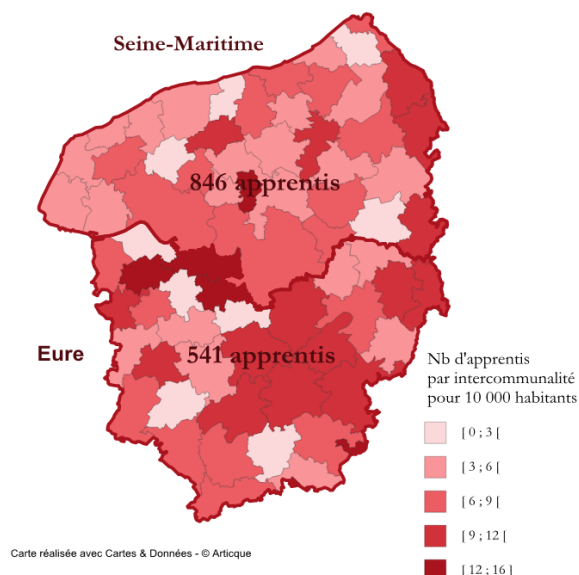 Seine-Maritime
846 apprentis
Eure
541 apprentis
Nb d'apprentis
par intercommunalité
pour 10 000 habitants
[ 0 ; 3 [
[ 3 ; 6 [
[ 6 ; 9 [
[ 9 ; 12 [
[ 12 ; 16 ]
Carte réalisée avec Cartes & Données - © Articque